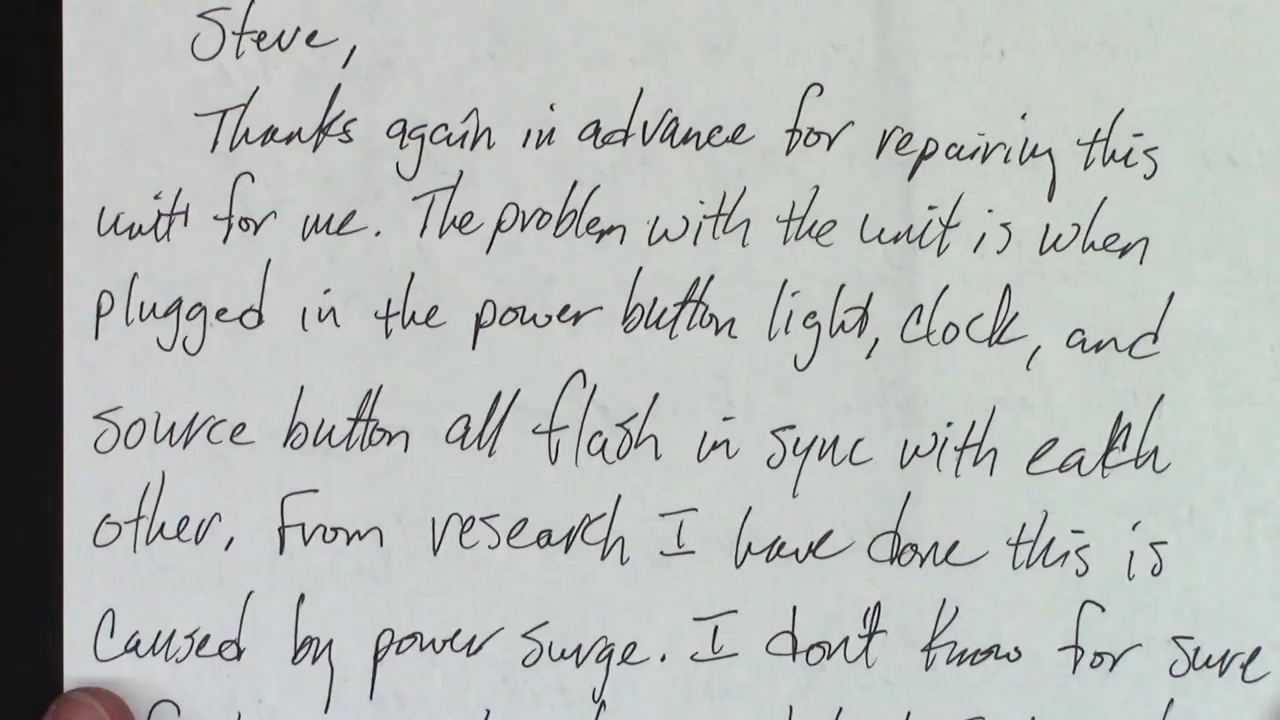 Steve,
Thanks again in advance for repairing this
unit for me. The problem with the unit is when
plugged in the power button light, clock, and
source button all flash in sync with each
other. From research I have done this is
caused by power surge. I don't know for sure